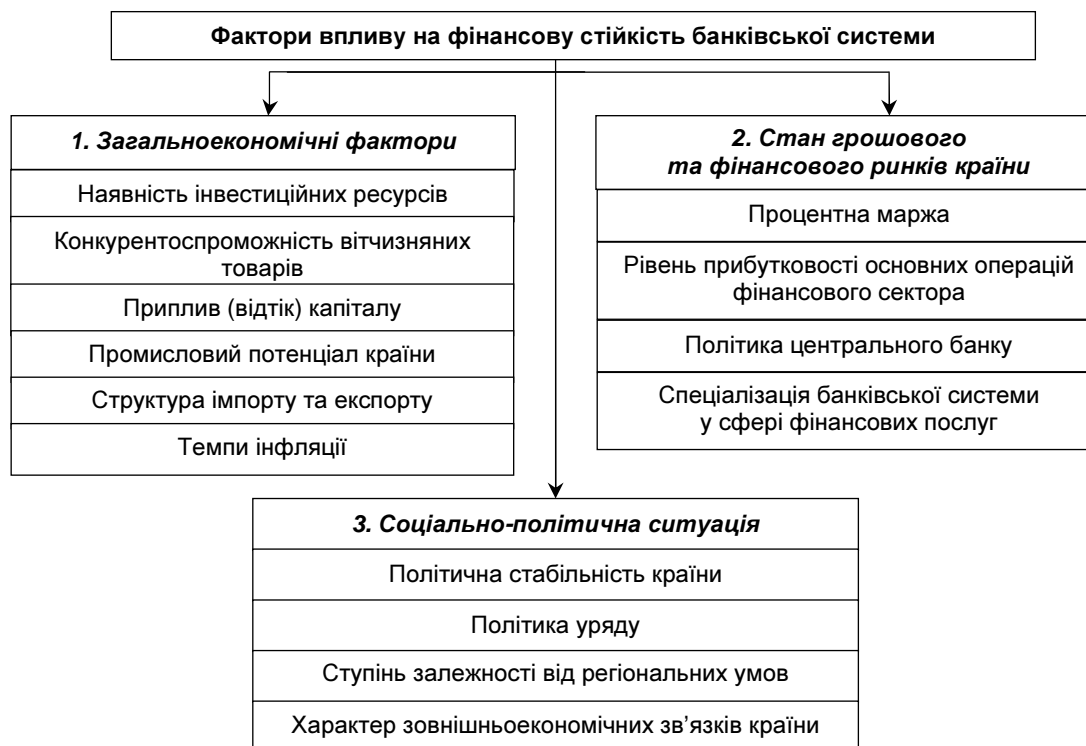 Фактори впливу на фінансову стійкість банківської системи
1. Загальноекономічні фактори
Наявність інвестиційних ресурсів
Конкурентоспроможність вітчизняних
товарів
Приплив (відтік) капіталу
Промисловий потенціал країни
Структура імпорту та експорту
Темпи інфляції
2. Стан грошового
та фінансового ринків країни
Процентна маржа
Рівень прибутковості основних операцій
фінансового сектора
Політика центрального банку
Спеціалізація банківської системи
у сфері фінансових послуг
3. Соціально-політична ситуація
Політична стабільність країни
Політика уряду
Ступінь залежності від регіональних умов
Характер зовнішньоекономічних зв’язків країни